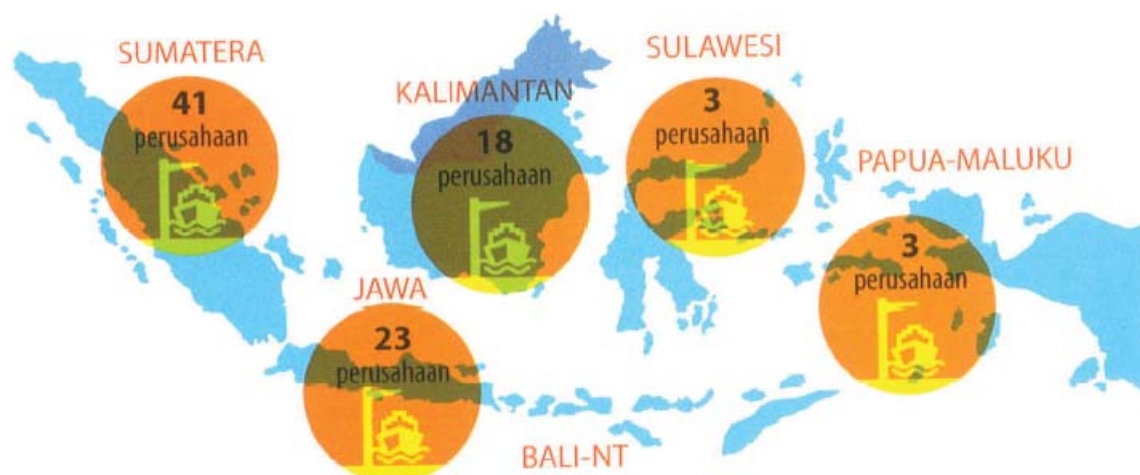 SUMATERA
41
perusahaan
KALIMANTAN
18
perusahaan
SULAWESI
3
perusahaan
PAPUA-MALUKU
3
perusahaan
JAWA
23
perusahaan
BALI-NT